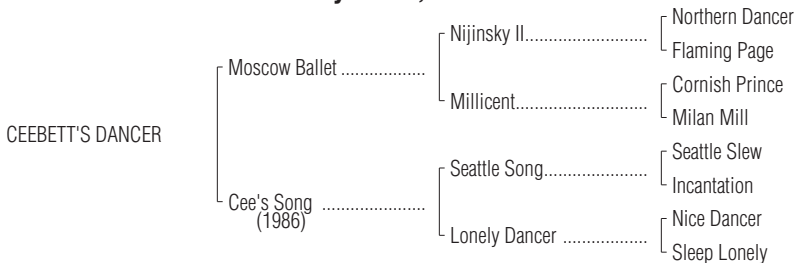 Northern Dancer
Nijinsky II..............................
Flaming Page
Moscow Ballet ...................
Cornish Prince
Millicent.................................
Milan Mill
CEEBETT'S DANCER
Seattle Slew
Seattle Song..........................
Incantation
Cee's Song .......................
(1986)
Nice Dancer
Lonely Dancer .....................
Sleep Lonely